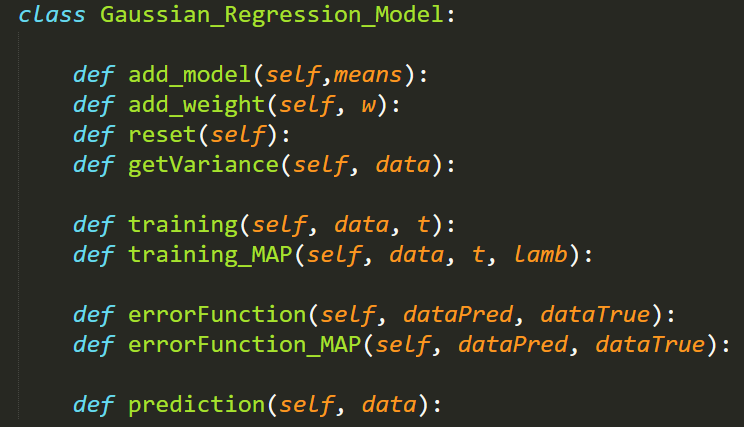 class Gaussian_Regression_Model:
def add_model(self,means):
def add_weight(self, w):
def reset(self):
def getVariance(self, data):
def training(self, data, t):
def training_MAP(self, data, t, lamb):
def errorFunction(self, dataPred, dataTrue):
def errorFunction_MAP(self, dataPred, dataTrue):
def prediction(self, data):